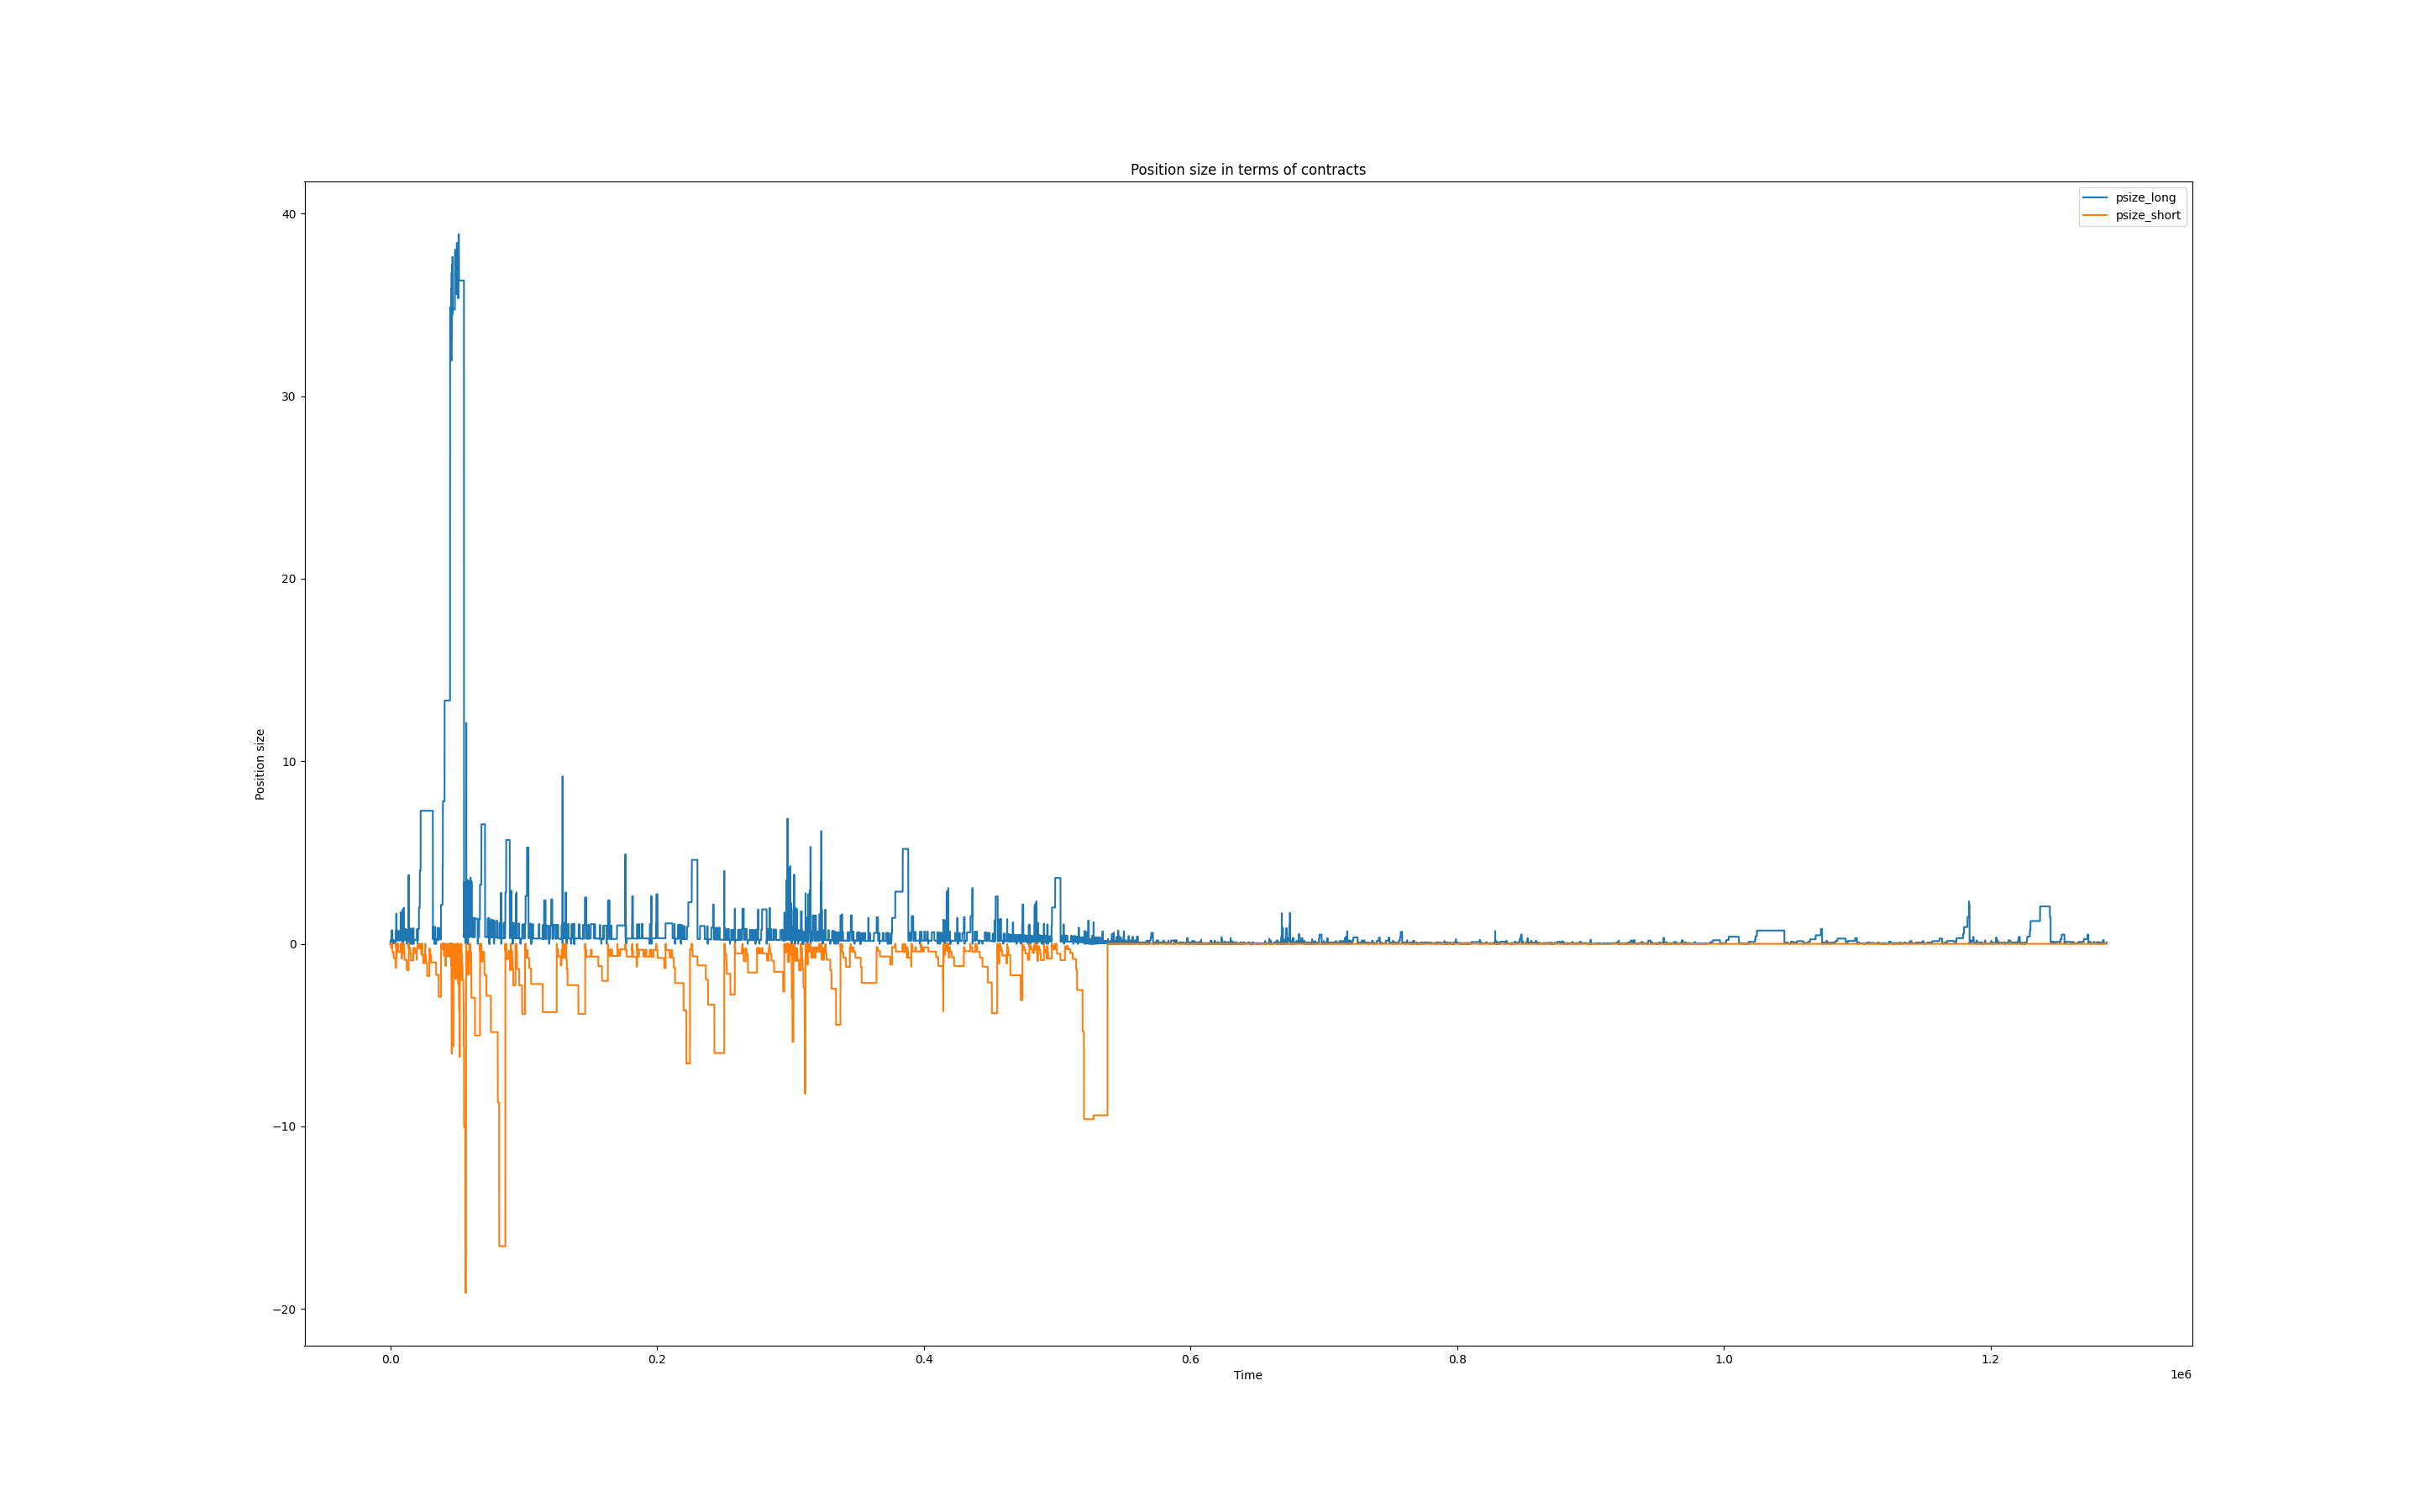 Position size in terms of contracts
psize_long
psize_short
Position size
40
30
20
10
0
−10
−20
0.0 0.2 0.4 0.6 0.8 1.0 1.2
Time
1e6